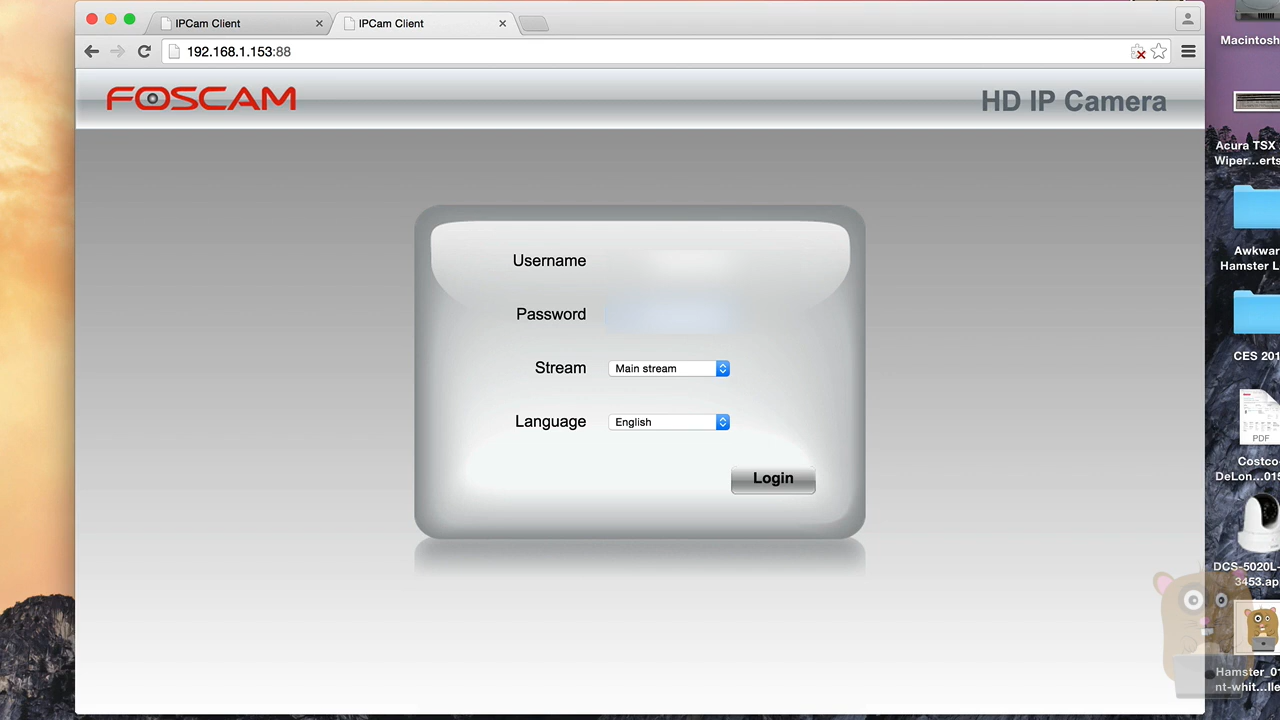 IPCam Client
IPCam Client
192.168.1.153:88
FOSCAM
HD IP Camera
Username
Password
Stream
Main stream
Language
English
Login
Macintosh
Acura TSX
Wiper...erts
Awkwar
Hamster L
CES 201
PDF
Costco-
DeLon...015
DCS-5020L-
3453.ap
Hamster_01
nt-whit...lle